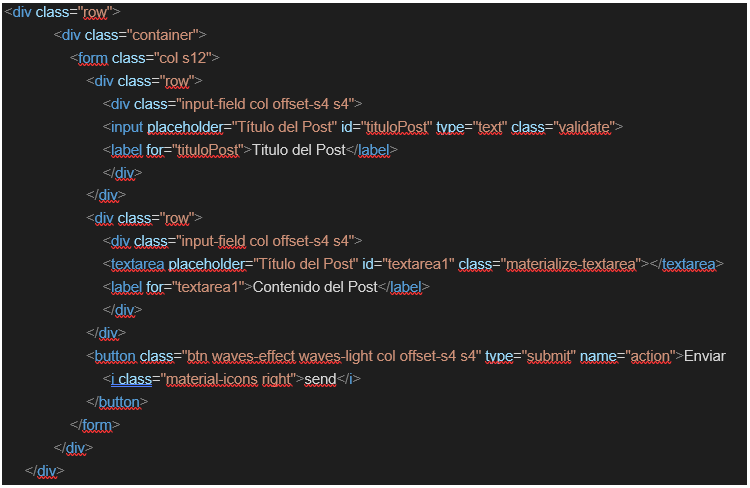 <div class="row">
<div class="container">
<form class="col s12">
<div class="row">
<div class="input-field col offset-s4 s4">
<input placeholder="Título del Post" id="tituloPost" type="text" class="validate">
<label for="tituloPost">Titulo del Post</label>
</div>
</div>
<div class="row">
<div class="input-field col offset-s4 s4">
<textarea placeholder="Título del Post" id="textarea1" class="materialize-textarea"></textarea>
<label for="textarea1">Contenido del Post</label>
</div>
</div>
<button class="btn waves-effect waves-light col offset-s4 s4" type="submit" name="action">Enviar
<i class="material-icons right">send</i>
</button>
</form>
</div>
</div>